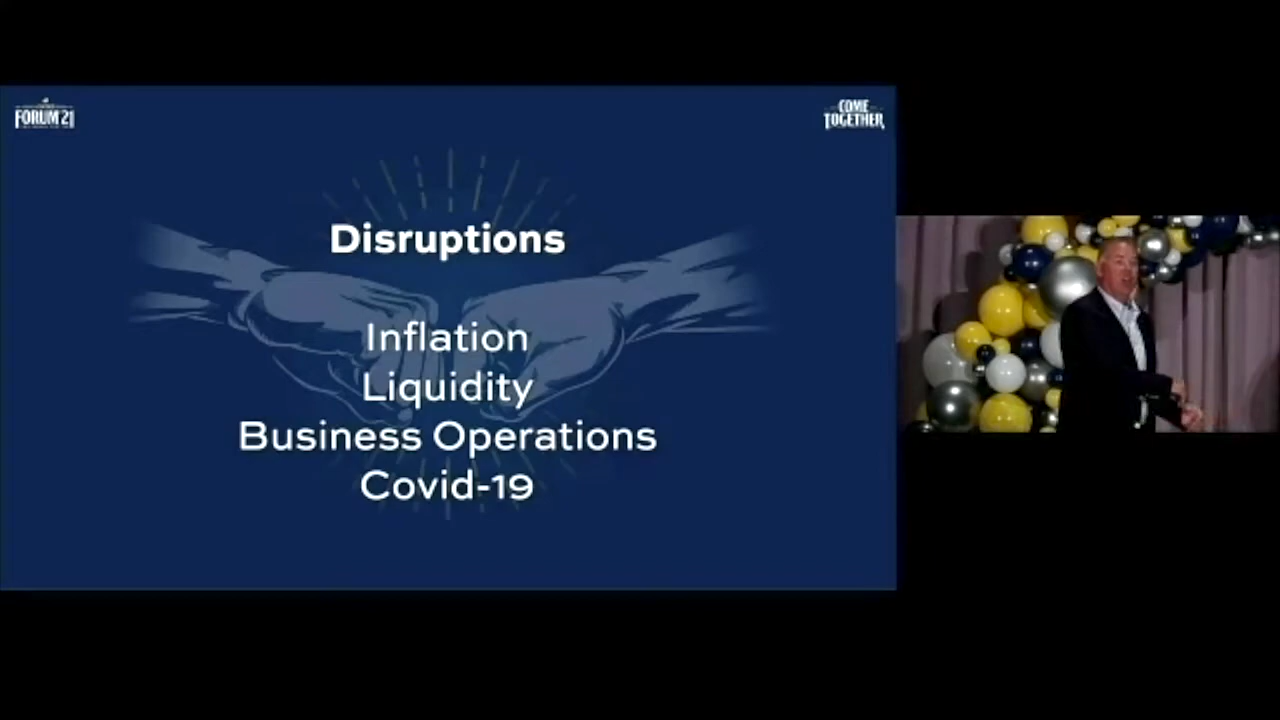 FORUM 21
COME
TOGETHER
Disruptions
Inflation
Liquidity
Business Operations
Covid-19